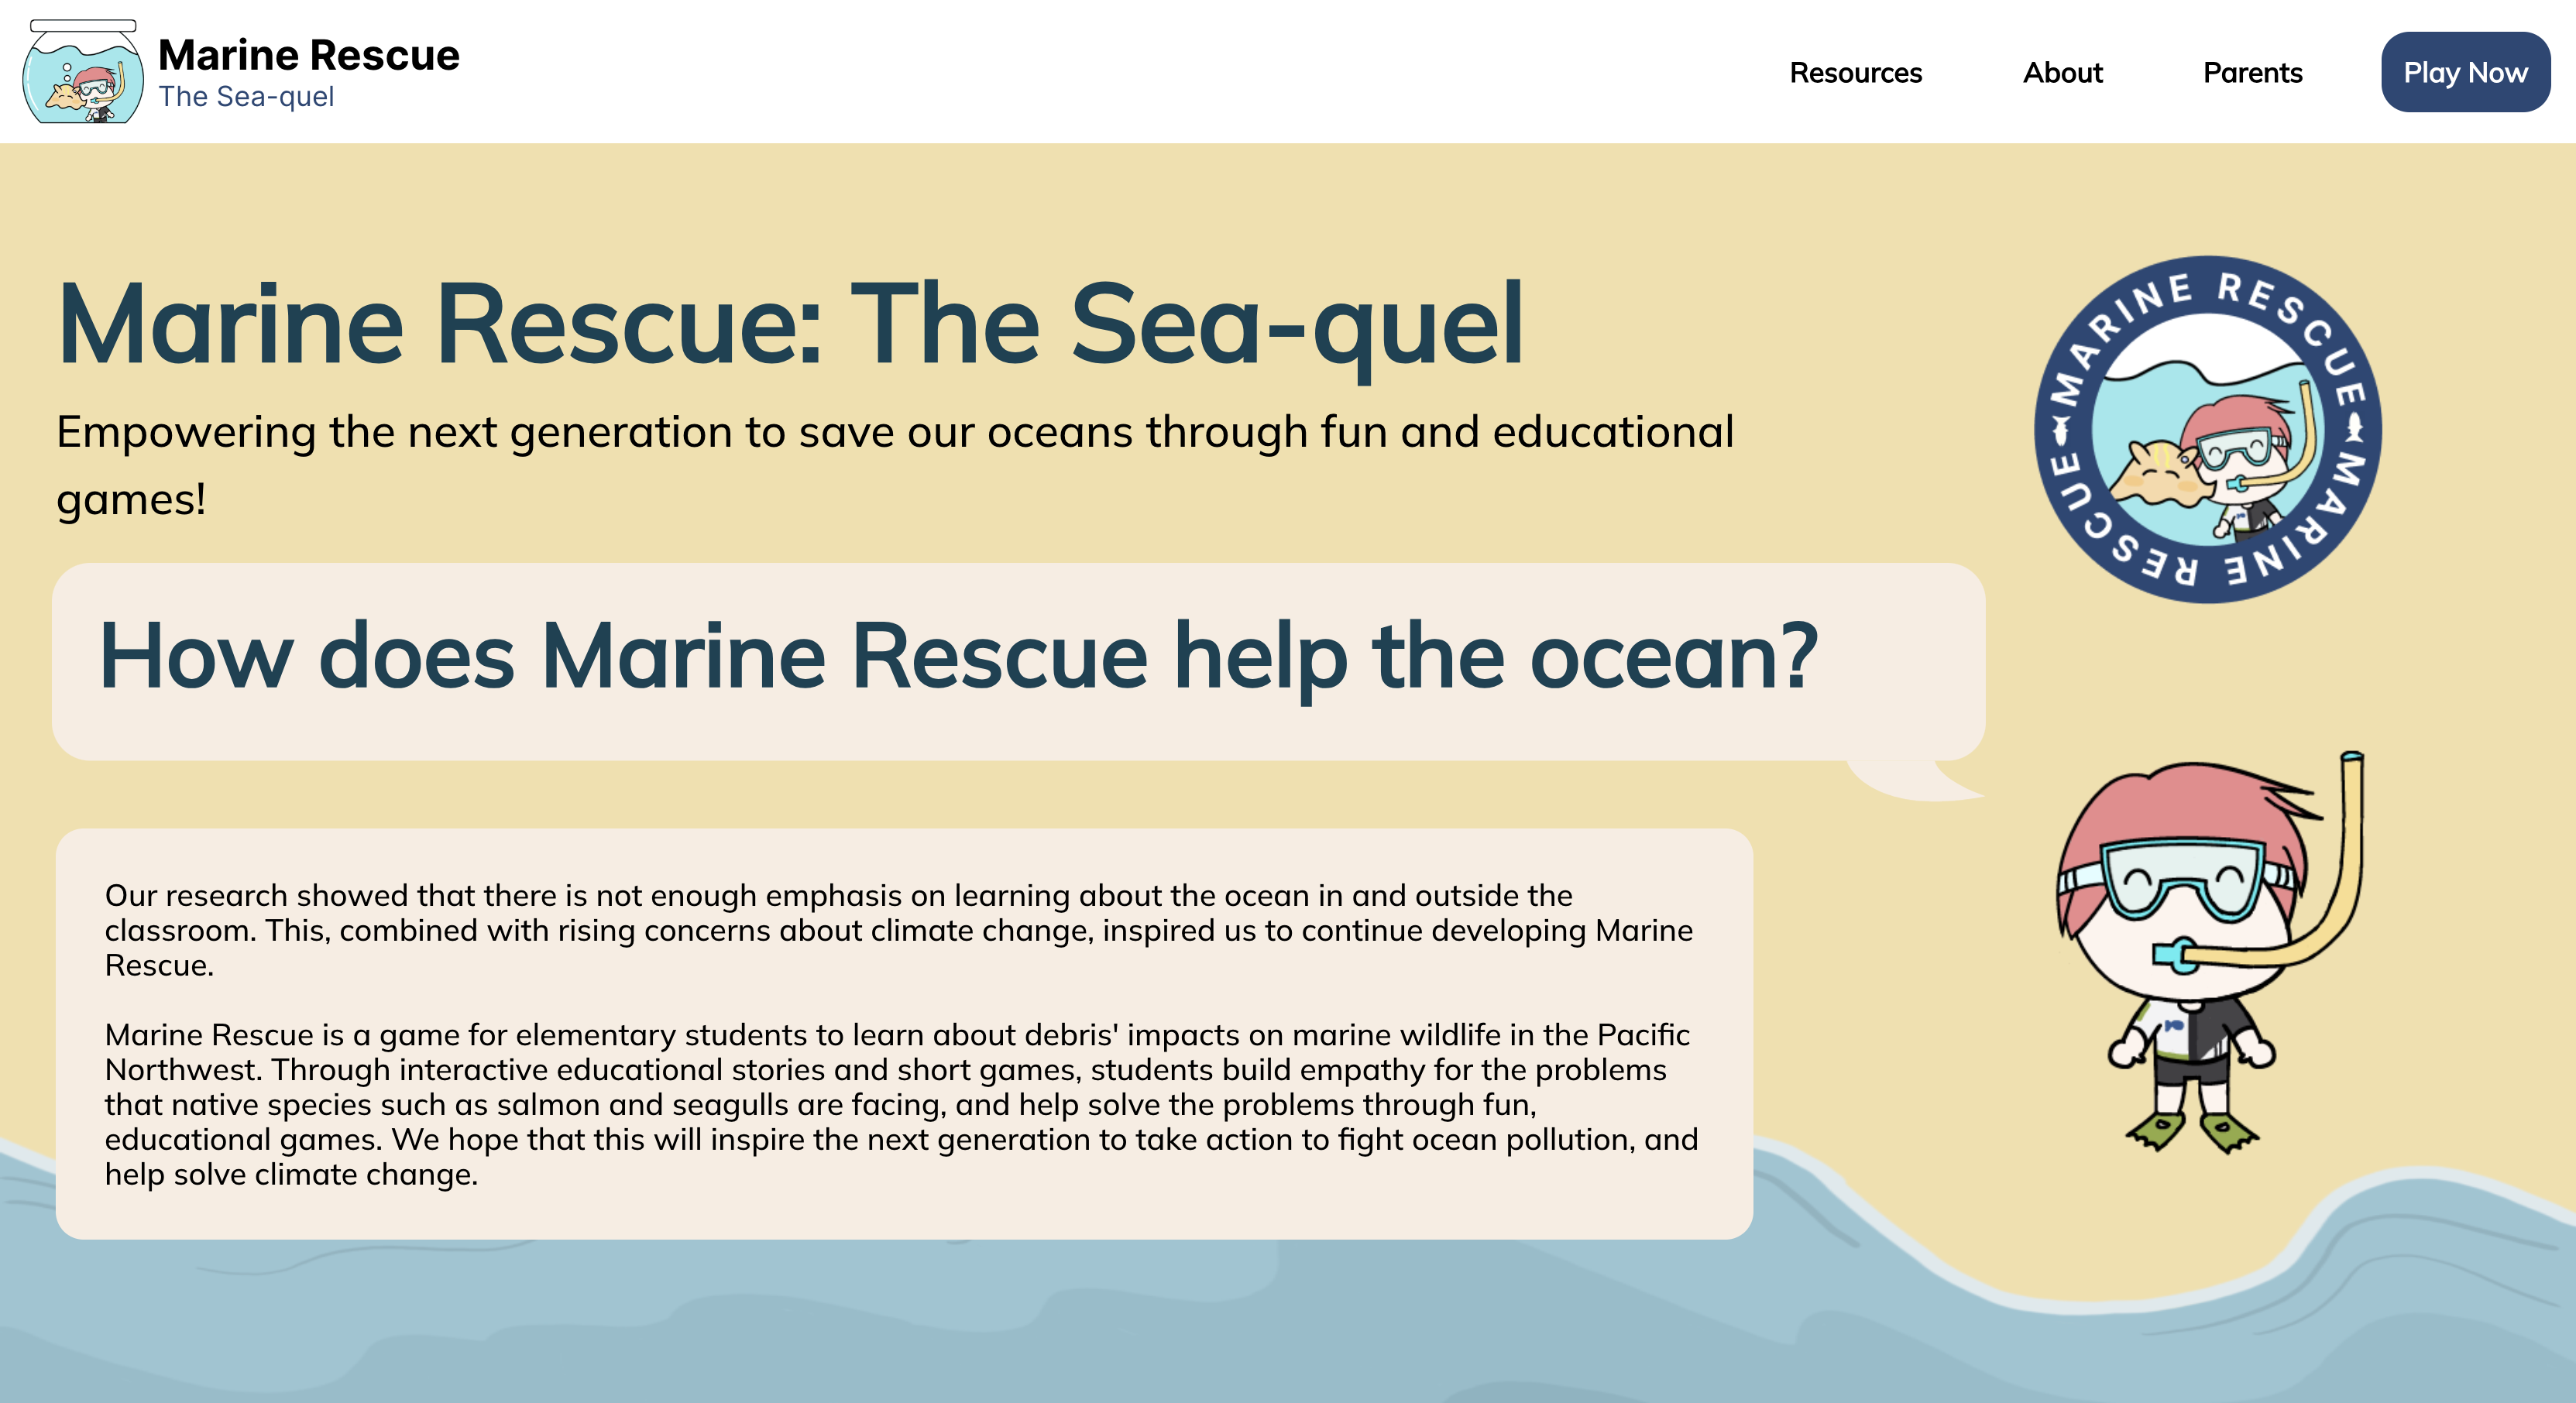 Marine Rescue
The Sea-quel
Resources
About
Parents
Play Now
Marine Rescue: The Sea-quel
Empowering the next generation to save our oceans through fun and educational
games!
MARINE RESCUE MARINE RESCUE
How does Marine Rescue help the ocean?
Our research showed that there is not enough emphasis on learning about the ocean in and outside the
classroom. This, combined with rising concerns about climate change, inspired us to continue developing Marine
Rescue.
Marine Rescue is a game for elementary students to learn about debris' impacts on marine wildlife in the Pacific
Northwest. Through interactive educational stories and short games, students build empathy for the problems
that native species such as salmon and seagulls are facing, and help solve the problems through fun,
educational games. We hope that this will inspire the next generation to take action to fight ocean pollution, and
help solve climate change.